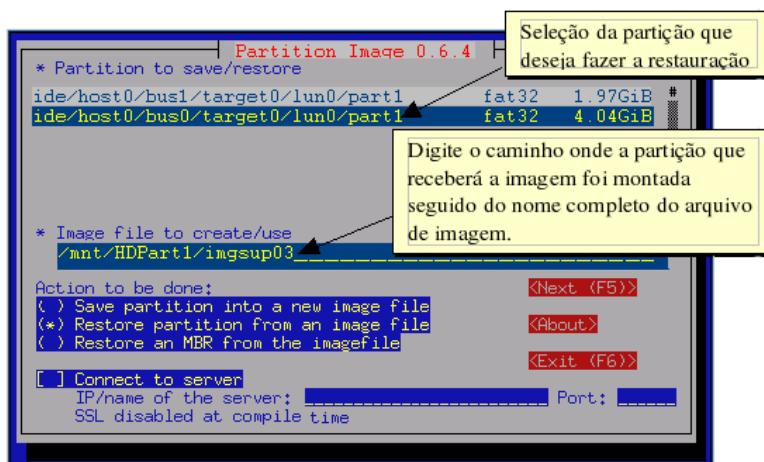 Seleção da partição que
deseja fazer a restauração
Partition Image 0.6.4
* Partition to save/restore
ide/host0/bus1/target0/lun0/part1 fat32 1.97GiB #
ide/host0/bus0/target0/lun0/part1 fat32 4.04GiB
Digite o caminho onde a partição que
receberá a imagem foi montada
seguido do nome completo do arquivo
de imagem.
* Image file to create/use
/mnt/HDPart1/imgsup03
Action to be done:
<Next (F5)>
( ) Save partition into a new image file
(*) Restore partition from an image file
<About>
( ) Restore an MBR from the imagefile
<Exit (F6)>
[ ] Connect to server
IP/name of the server: Port:
SSL disabled at compile time